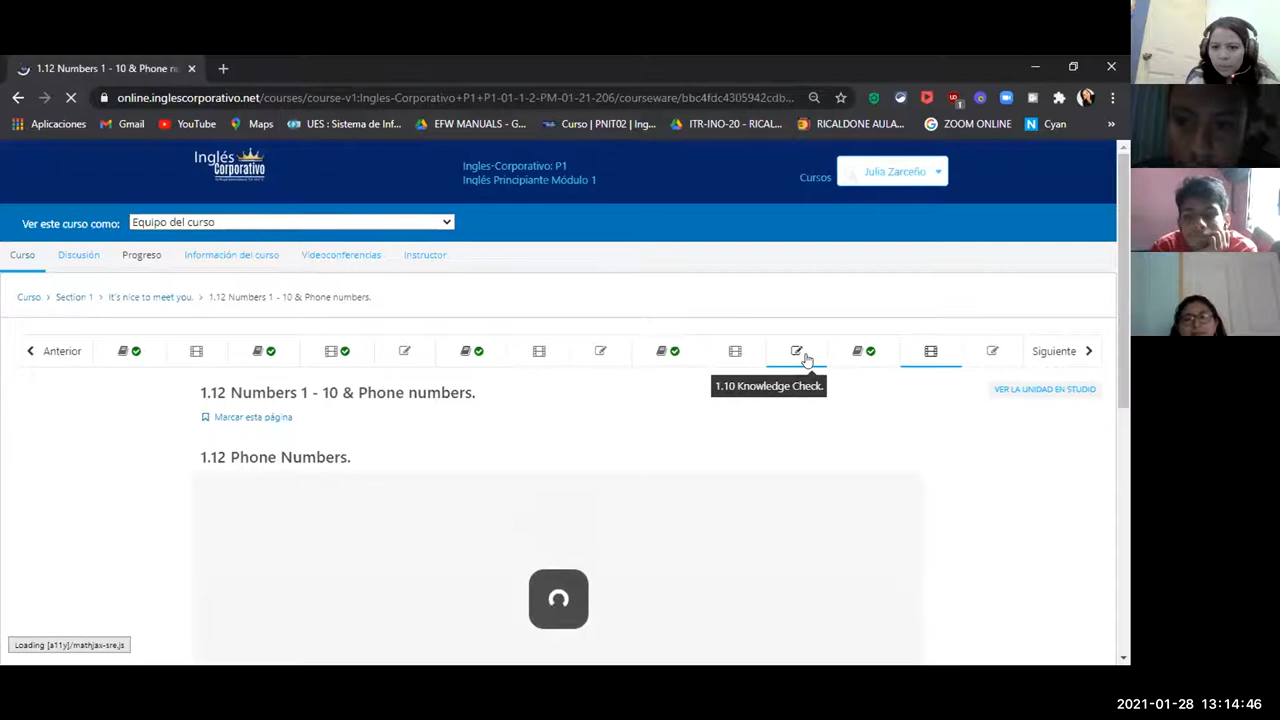 1.12 Numbers 1 - 10 & Phone n
online.inglescorporativo.net/courses/course-v1:Ingles-Corporativo+P1+P1-01-1-2-PM-01-21-206/courseware/bbc4fdc4305942cdb...
Aplicaciones
Gmail
YouTube
Maps
UES : Sistema de Inf...
EFW MANUALS - G...
Curso | PNIT02 | Ing...
ITR-INO-20 - RICAL...
RICALDONE AULA...
ZOOM ONLINE
Cyan
»
Inglés
Corporativo
Ingles-Corporativo: P1
Inglés Principiante Módulo 1
Cursos
Julia Zarceño
Ver este curso como:
Equipo del curso
Curso
Discusión
Progreso
Información del curso
Videoconferencias
Instructor
Curso > Section 1 > It's nice to meet you. > 1.12 Numbers 1 - 10 & Phone numbers.
Anterior
Siguiente
1.10 Knowledge Check.
1.12 Numbers 1 - 10 & Phone numbers.
VER LA UNIDAD EN STUDIO
Marcar esta página
1.12 Phone Numbers.
Loading [a11y]/mathjax-sre.js
2021-01-28 13:14:46